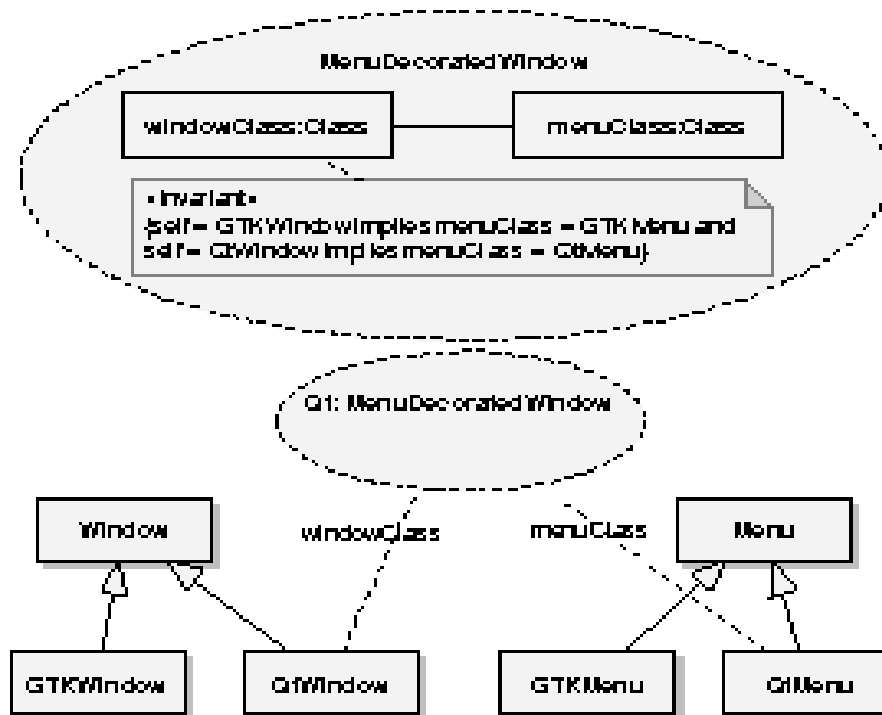 MenuDecoratedWindow
windowClass:Class
menuClass:Class
«invariant»
{self = GTKWindow implies menuClass = GTKMenu and
self = QtWindow implies menuClass = QtMenu}
Q1: MenuDecoratedWindow
Window
windowClass
menuClass
Menu
GTKWindow
QtWindow
GTKMenu
QtMenu